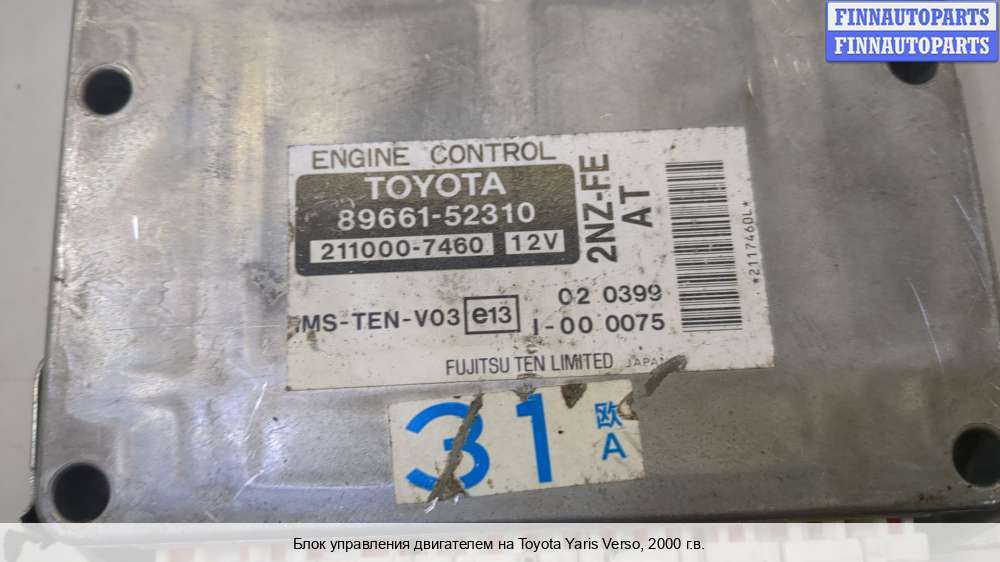 FINNAUTOPARTS
FINNAUTOPARTS
ENGINE CONTROL
TOYOTA
89661-52310
211000-7460 12V
2NZ-FE
AT
*2117460L*
MS-TEN-V03 e13
02 0399
I-00 0075
FUJITSU TEN LIMITED JAPAN
31 欧
A
Блок управления двигателем на Toyota Yaris Verso, 2000 г.в.